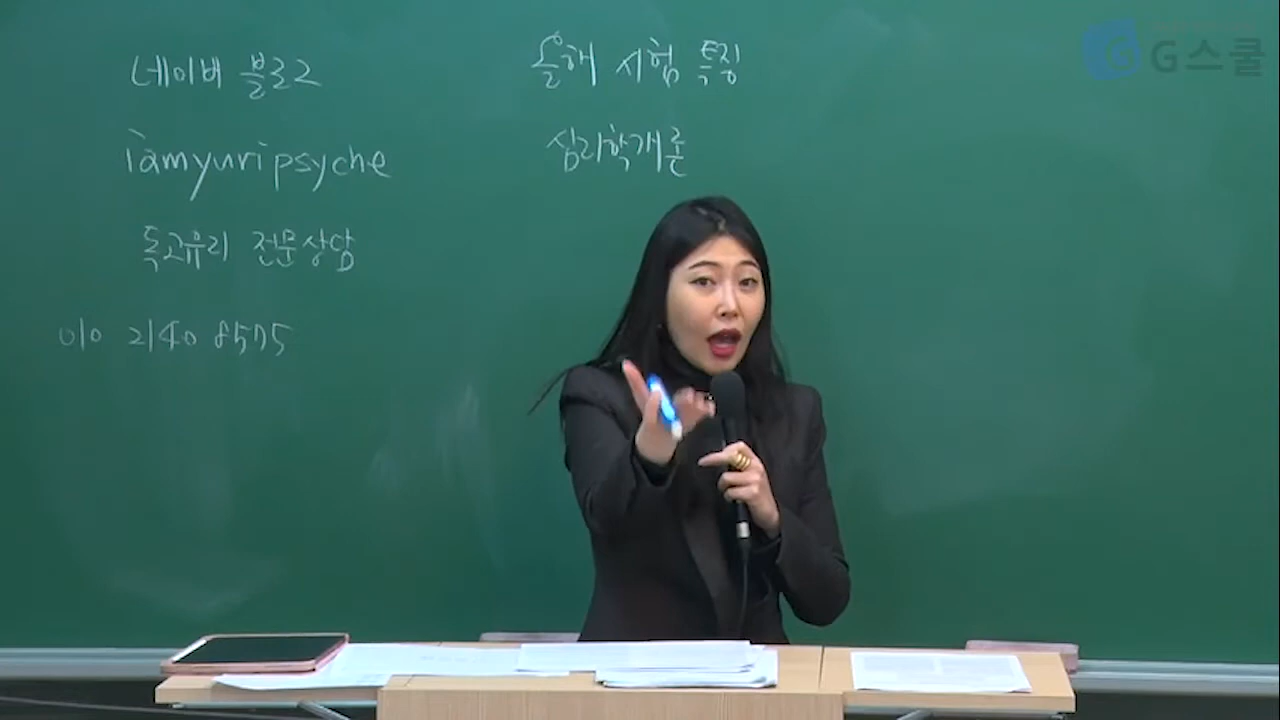 네이버 블로그
iamyuripsyche
독고유리 전문상담
010 2140 8575
올해 시험 특징
심리학개론
G스쿨